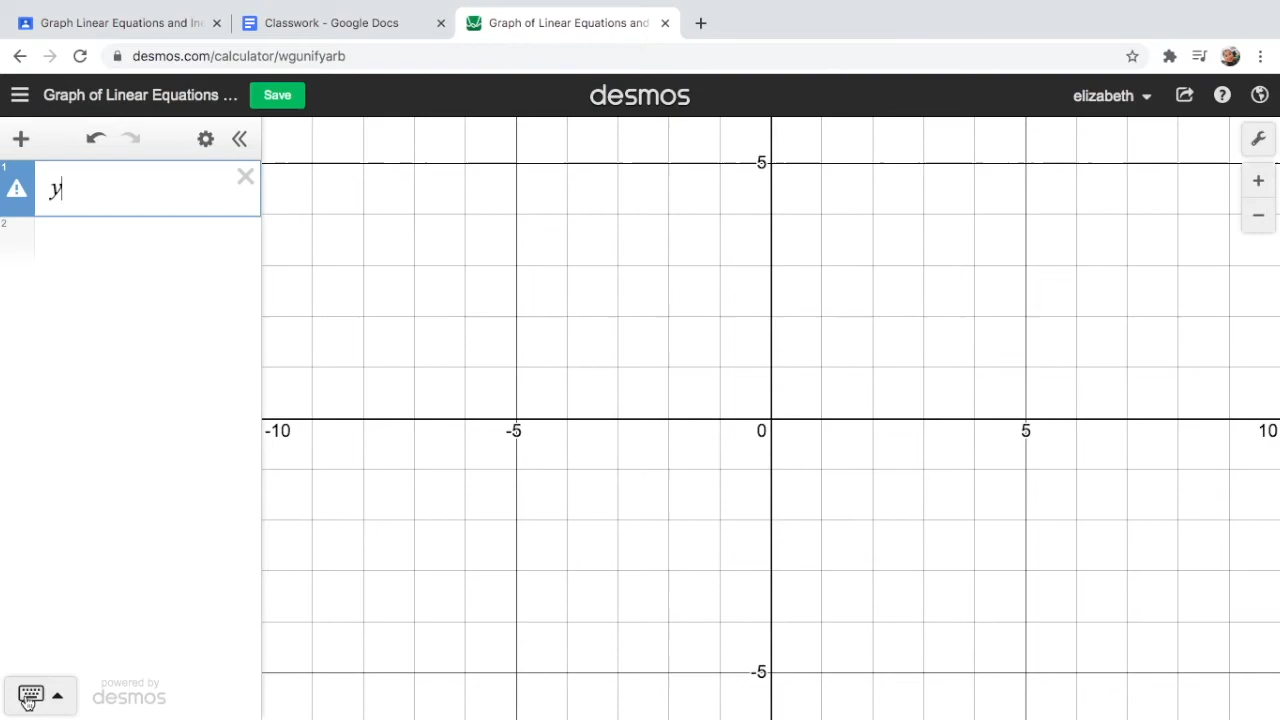 Graph Linear Equations and Ine
Classwork - Google Docs
Graph of Linear Equations and
desmos.com/calculator/wgunifyarb
Graph of Linear Equations ...
Save
desmos
elizabeth
1
y
2
5
-10
-5
0
5
10
-5
powered by
desmos